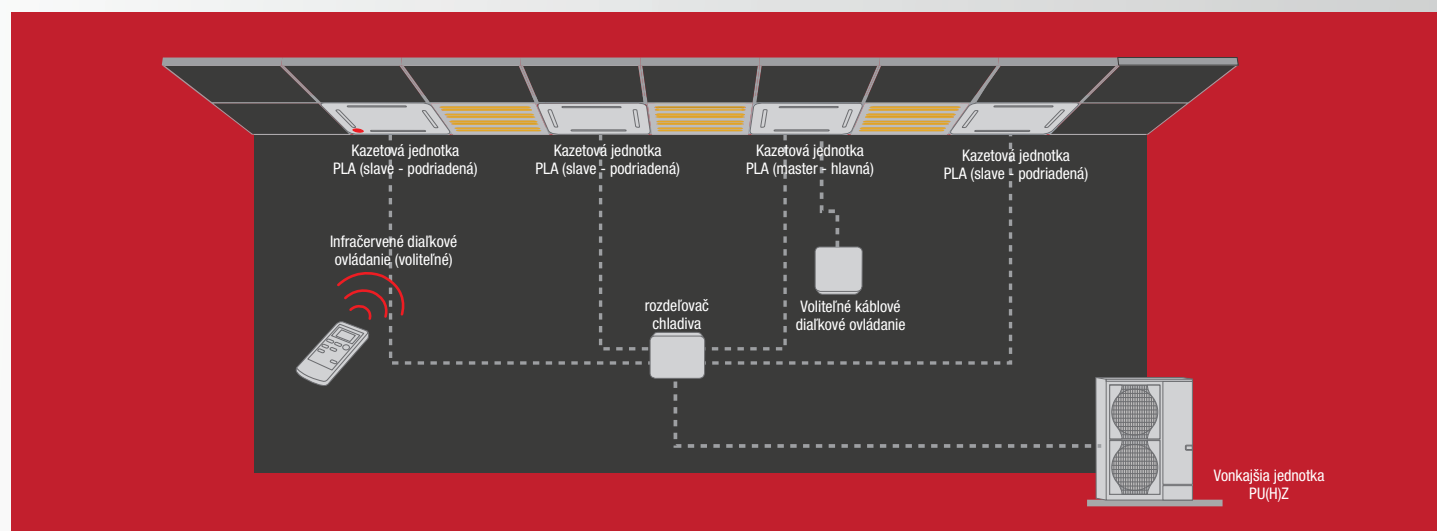 Kazetová jednotka
PLA (slave - podriadená)
Kazetová jednotka
PLA (slave - podriadená)
Kazetová jednotka
PLA (master - hlavná)
Kazetová jednotka
PLA (slave - podriadená)
Infračervené diaľkové
ovládanie (voliteľné)
rozdeľovač
chladiva
Voliteľné káblové
diaľkové ovládanie
Vonkajšia jednotka
PU(H)Z